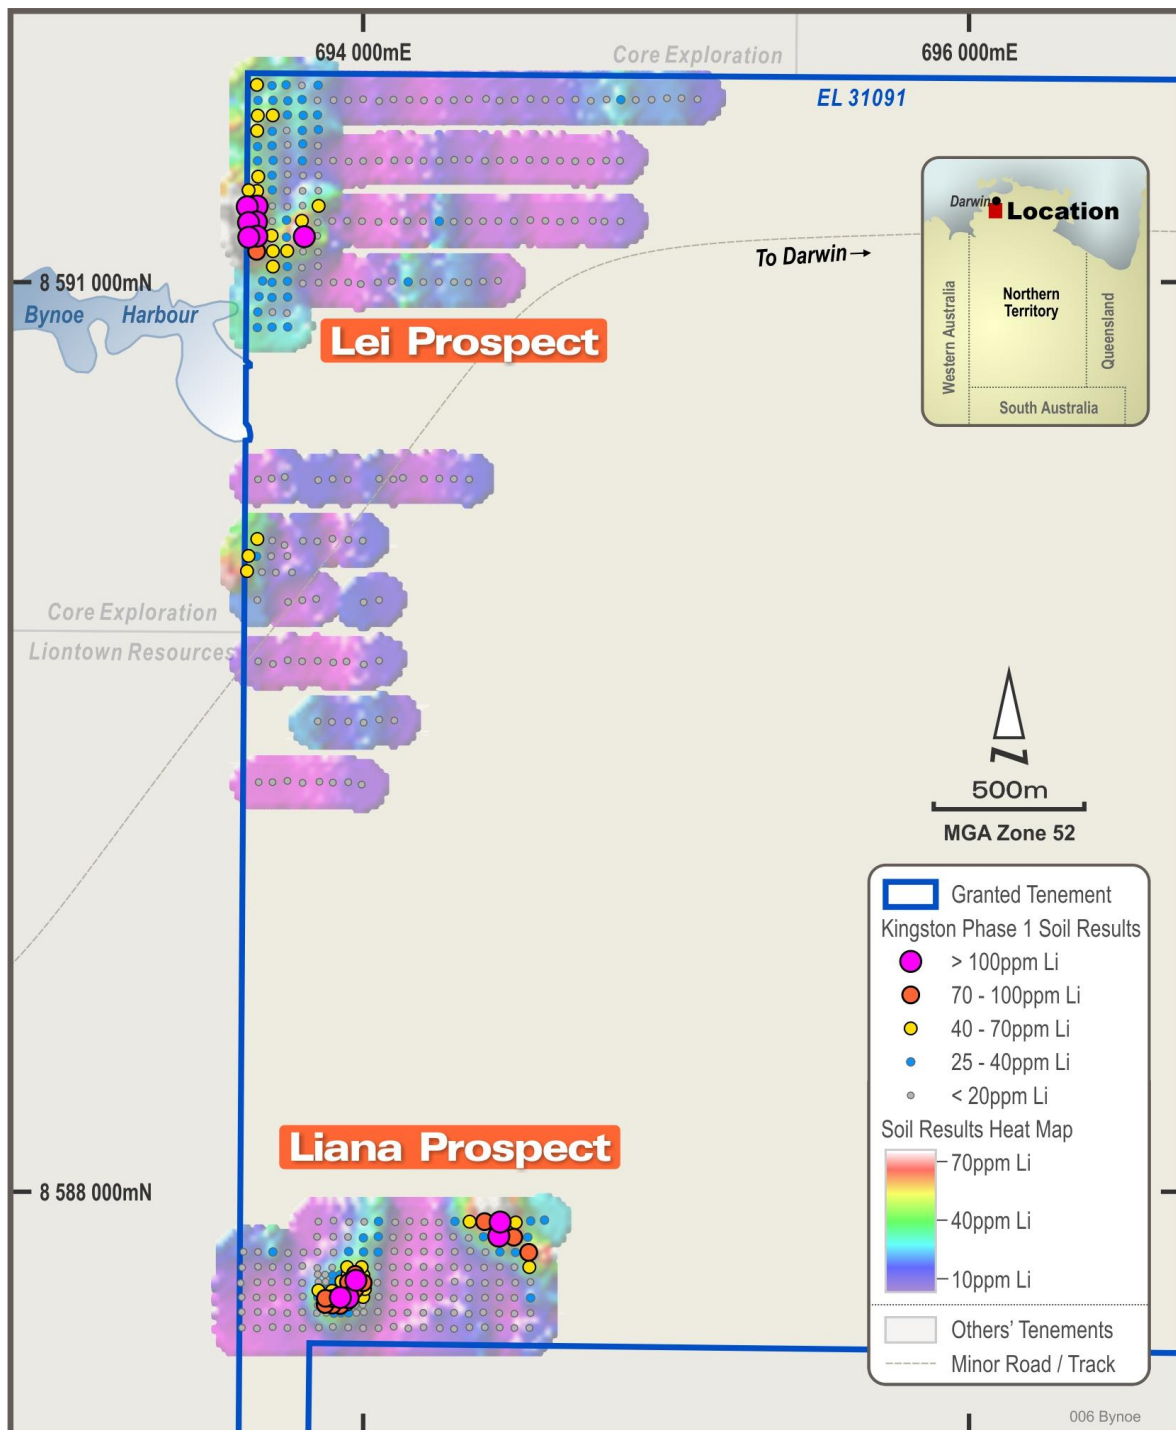 694 000mE
696 000mE
Core Exploration
EL 31091
Darwin
Location
To Darwin
Western Australia
Northern
Territory
Queensland
South Australia
8 591 000mN
Bynoe Harbour
Lei Prospect
Core Exploration
Liontown Resources
N
500m
MGA Zone 52
Granted Tenement
Kingston Phase 1 Soil Results
> 100ppm Li
70 - 100ppm Li
40 - 70ppm Li
25 - 40ppm Li
< 20ppm Li
Soil Results Heat Map
70ppm Li
40ppm Li
10ppm Li
Others' Tenements
Minor Road / Track
Liana Prospect
8 588 000mN
006 Bynoe